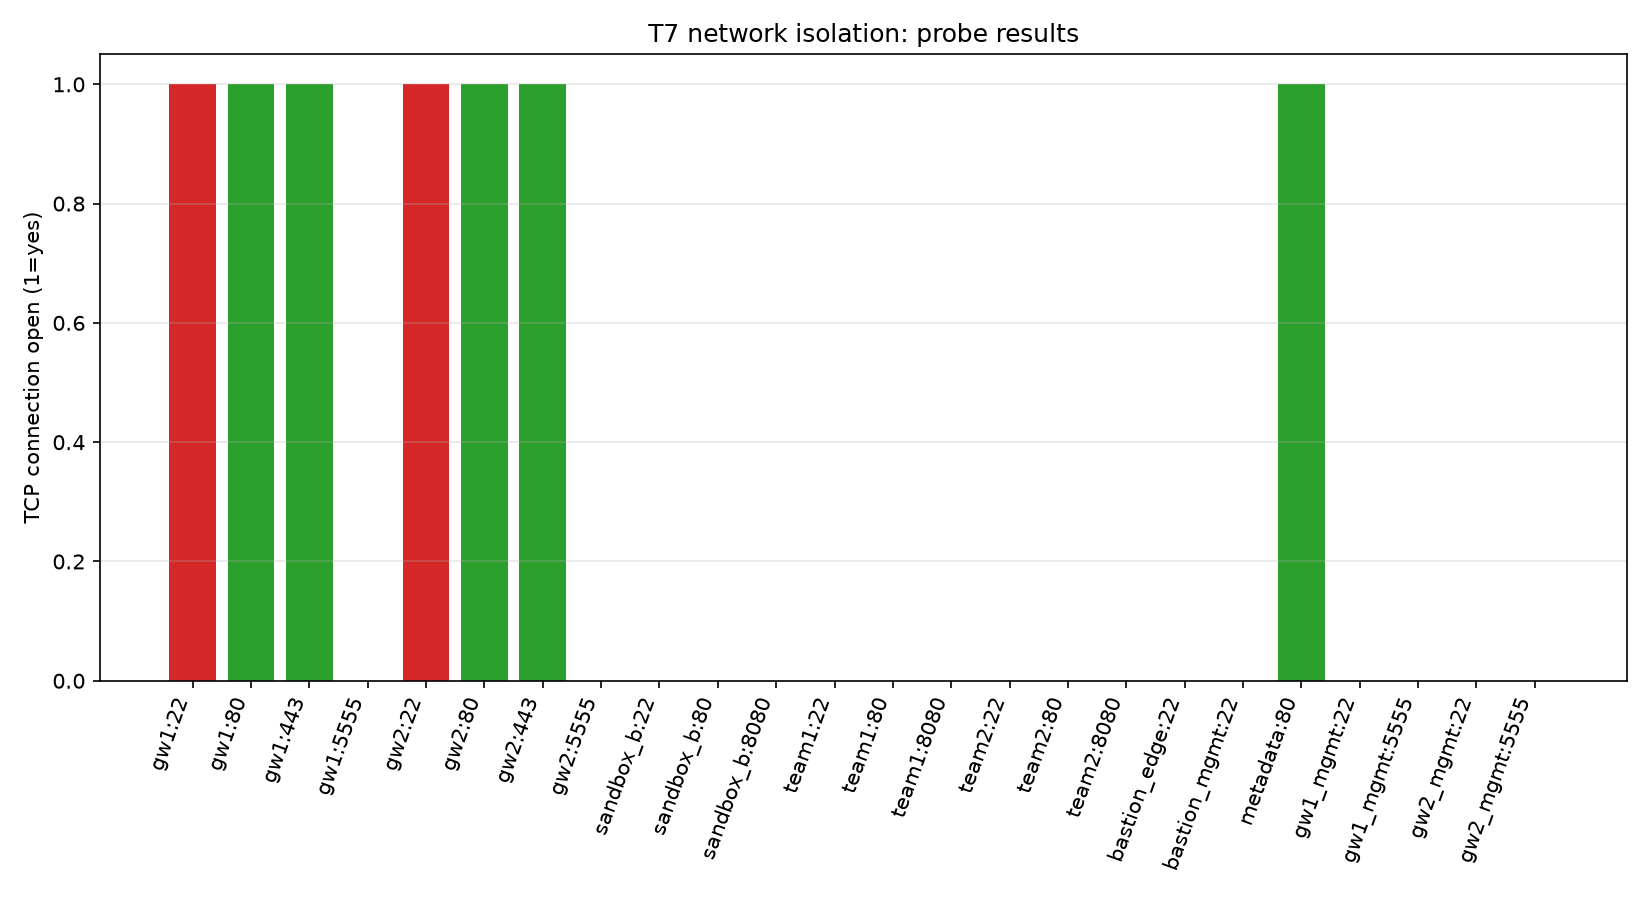 T7 network isolation: probe results
TCP connection open (1=yes)
1.0
0.8
0.6
0.4
0.2
0.0
gw1:22
gw1:80
gw1:443
gw1:5555
gw2:22
gw2:80
gw2:443
gw2:5555
sandbox_b:22
sandbox_b:80
sandbox_b:8080
team1:22
team1:80
team1:8080
team2:22
team2:80
team2:8080
bastion_edge:22
bastion_mgmt:22
metadata:80
gw1_mgmt:22
gw1_mgmt:5555
gw2_mgmt:22
gw2_mgmt:5555